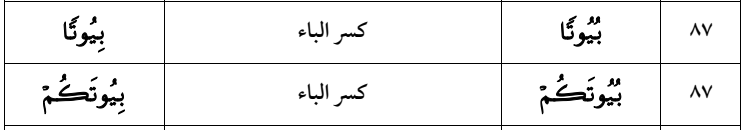 ٨٧ بُيُوتًا كسر الباء بِيُوتًا
٨٧ بُيُوتَكُمْ كسر الباء بِيُوتَكُمْ